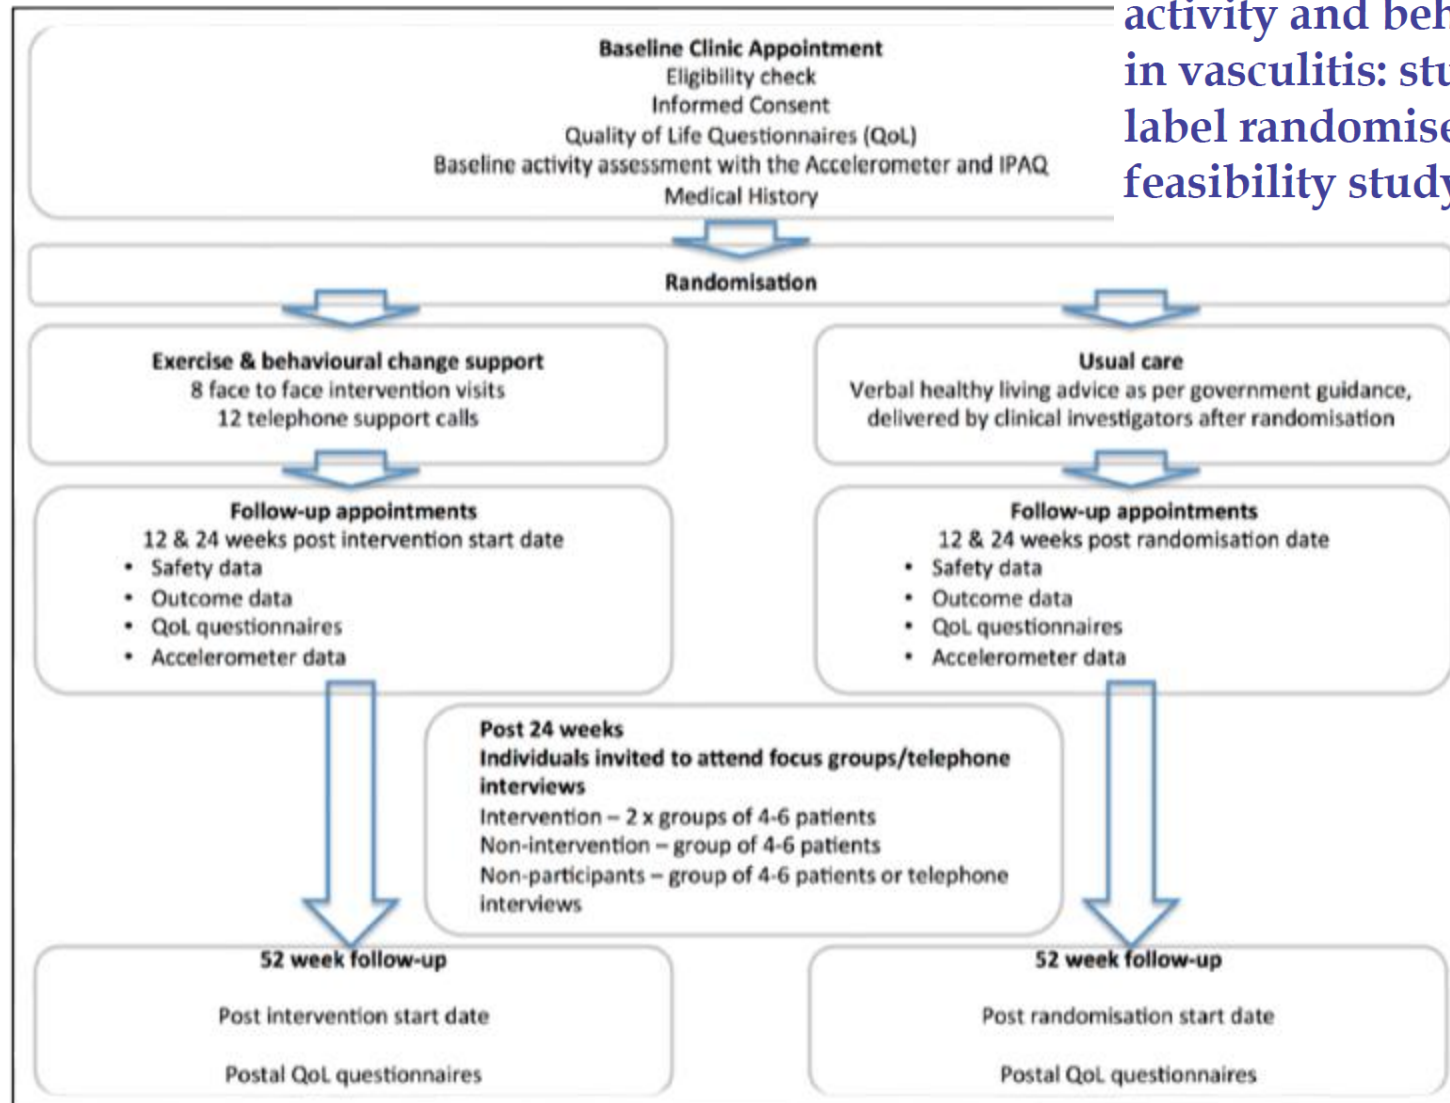 activity and beh
in vasculitis: stu
label randomise
feasibility study
Baseline Clinic Appointment
Eligibility check
Informed Consent
Quality of Life Questionnaires (QoL)
Baseline activity assessment with the Accelerometer and IPAQ
Medical History
Randomisation
Exercise & behavioural change support
8 face to face intervention visits
12 telephone support calls
Usual care
Verbal healthy living advice as per government guidance,
delivered by clinical investigators after randomisation
Follow-up appointments
12 & 24 weeks post intervention start date
• Safety data
• Outcome data
• QoL questionnaires
• Accelerometer data
Follow-up appointments
12 & 24 weeks post randomisation date
• Safety data
• Outcome data
• QoL questionnaires
• Accelerometer data
Post 24 weeks
Individuals invited to attend focus groups/telephone
interviews
Intervention – 2 x groups of 4-6 patients
Non-intervention – group of 4-6 patients
Non-participants – group of 4-6 patients or telephone
interviews
52 week follow-up
Post intervention start date
Postal QoL questionnaires
52 week follow-up
Post randomisation start date
Postal QoL questionnaires